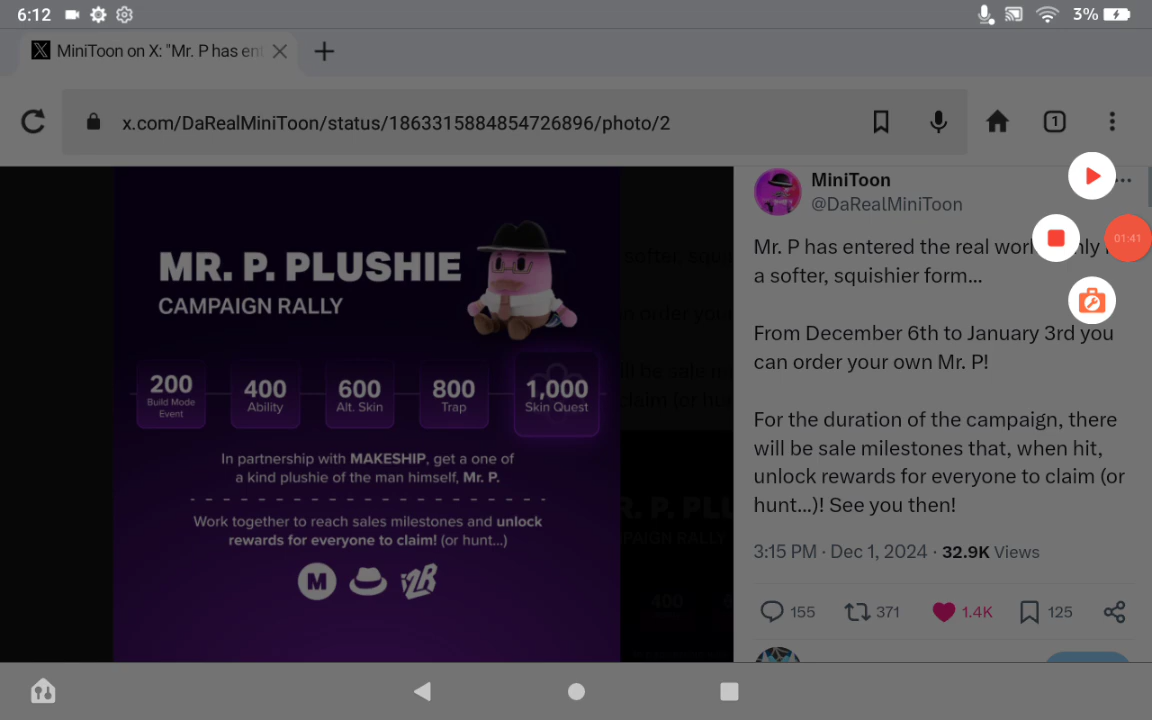 6:12
3%
MiniToon on X: "Mr. P has ent
x.com/DaRealMiniToon/status/1863315884854726896/photo/2
1
MiniToon
@DaRealMiniToon
01:41
Mr. P has entered the real
a softer, squishier form...
From December 6th to January 3rd you
can order your own Mr. P!
For the duration of the campaign, there
will be sale milestones that, when hit,
unlock rewards for everyone to claim (or
hunt...)! See you then!
3:15 PM · Dec 1, 2024 · 32.9K Views
155 371 1.4K 125
MR. P. PLUSHIE
CAMPAIGN RALLY
200
Build Mode
Event
400
Ability
600
Alt. Skin
800
Trap
1,000
Skin Quest
In partnership with MAKESHIP, get a one of
a kind plushie of the man himself, Mr. P.
Work together to reach sales milestones and unlock
rewards for everyone to claim! (or hunt...)
M